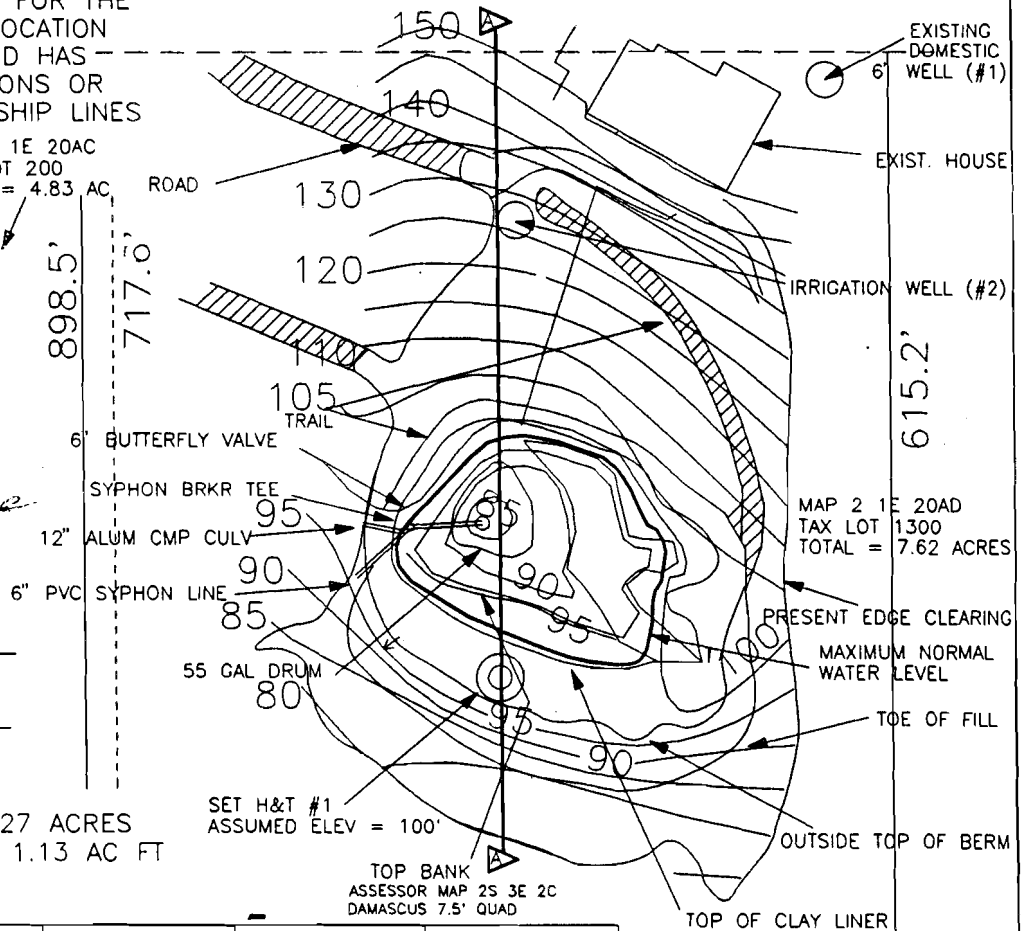 FOR THE
OCATION
D HAS
ONS OR
SHIP LINES
1E 20AC
OT 200
= 4.83 AC
898.5'
717.6'
ROAD
150
140
130
120
110
105
TRAIL
6" BUTTERFLY VALVE
SYPHON BRKR TEE
95
12" ALUM CMP CULV
90
6" PVC SYPHON LINE
85
55 GAL DRUM
80
SET H&T #1
ASSUMED ELEV = 100'
27 ACRES
1.13 AC FT
TOP BANK
ASSESSOR MAP 2S 3E 2C
DAMASCUS 7.5' QUAD
A
A
85
90
95
95
90
EXISTING
DOMESTIC
6" WELL (#1)
EXIST. HOUSE
IRRIGATION WELL (#2)
615.2'
MAP 2 1E 20AD
TAX LOT 1300
TOTAL = 7.62 ACRES
PRESENT EDGE CLEARING
MAXIMUM NORMAL
WATER LEVEL
TOE OF FILL
OUTSIDE TOP OF BERM
TOP OF CLAY LINER